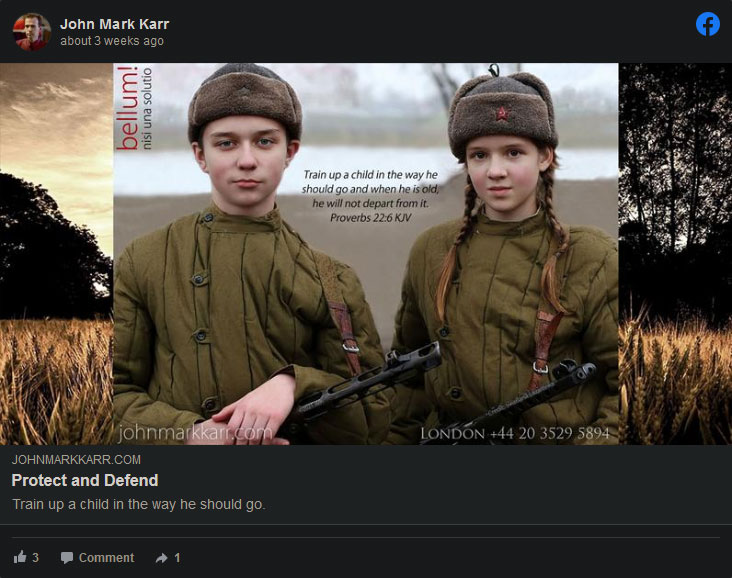 John Mark Karr
about 3 weeks ago
bellum!
nisi una solutio
Train up a child in the way he
should go and when he is old,
he will not depart from it.
Proverbs 22:6 KJV
johnmarkkarr.com
LONDON +44 20 3529 5894
JOHNMARKKARR.COM
Protect and Defend
Train up a child in the way he should go.
3
Comment
1